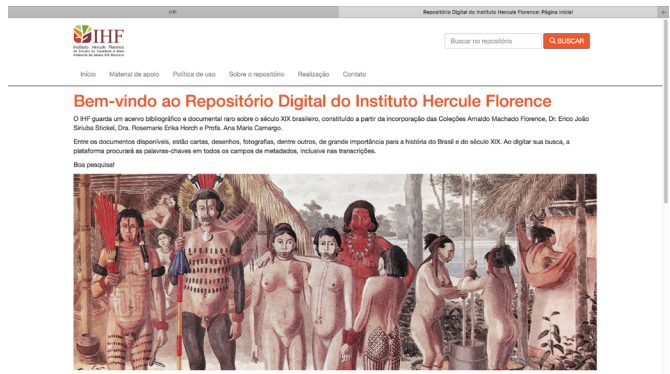 IHF
Repositório Digital do Instituto Hercule Florence: Página inicial
IHF
Instituto Hercule Florence
Buscar no repositório
BUSCAR
Início Material de apoio Política de uso Sobre o repositório Realização Contato
Bem-vindo ao Repositório Digital do Instituto Hercule Florence
O IHF guarda um acervo bibliográfico e documental raro sobre o século XIX brasileiro, constituído a partir da incorporação das Coleções Arnaldo Machado Florence, Dr. Erico João
Siriuba Stickel, Dra. Rosemarie Erika Horch e Profa. Ana Maria Camargo.
Entre os documentos disponíveis, estão cartas, desenhos, fotografias, dentre outros, de grande importância para a história do Brasil e do século XIX. Ao digitar sua busca, a
plataforma procurará as palavras-chaves em todos os campos de metadados, inclusive nas transcrições.
Boa pesquisa!